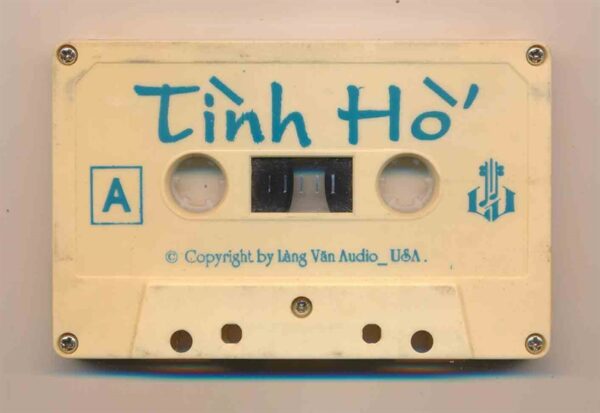 Tình Hờ
A
© Copyright by Làng Văn Audio_ USA .